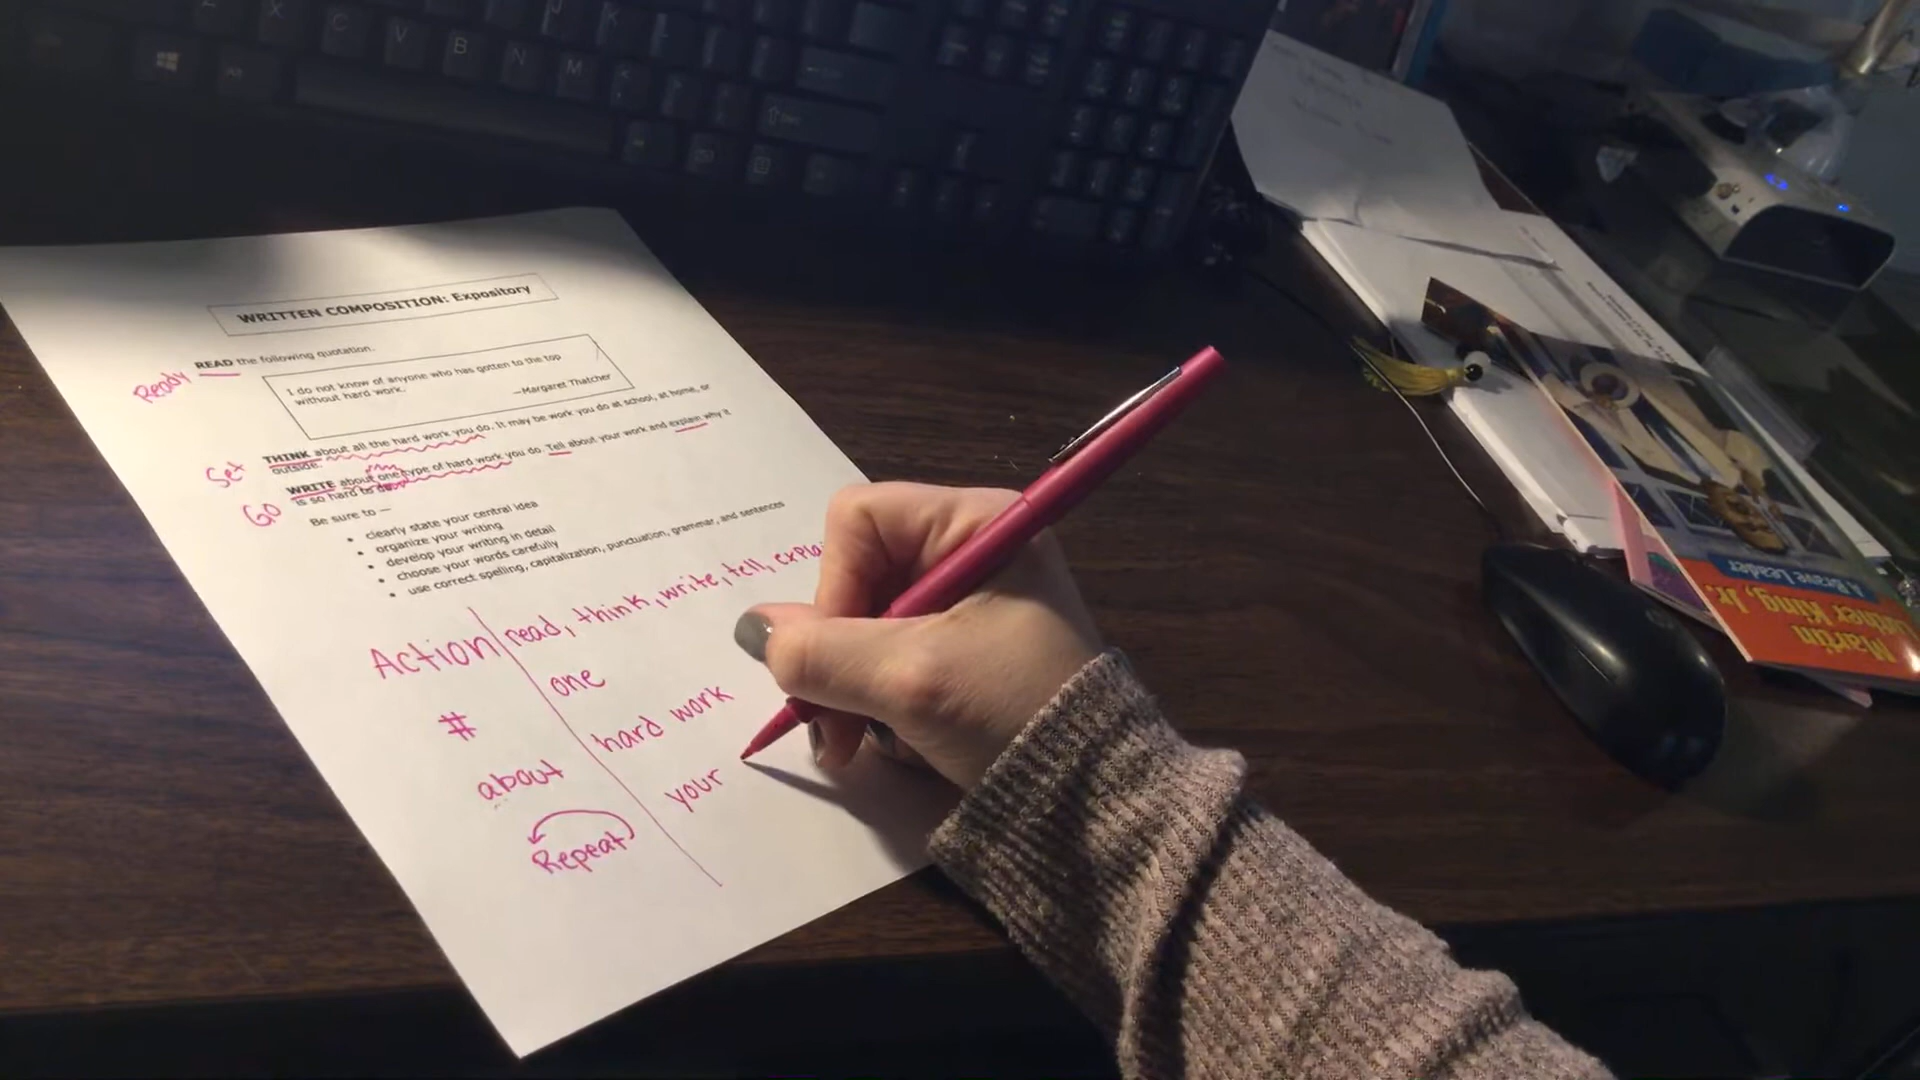 WRITTEN COMPOSITION: Expository
Ready
READ the following quotation.
I do not know of anyone who has gotten to the top
without hard work.
—Margaret Thatcher
Set
THINK about all the hard work you do. It may be work you do at school, at home, or
outside.
Go
WRITE about one type of hard work you do. Tell about your work and explain why it
is so hard to do.
Be sure to —
• clearly state your central idea
• organize your writing
• develop your writing in detail
• choose your words carefully
• use correct spelling, capitalization, punctuation, grammar, and sentences
Action read, think, write, tell, explai
# one
about hard work
Repeat your
Martin
Luther King, Jr.
A Brave Leader
Z X C V B N M
J K L